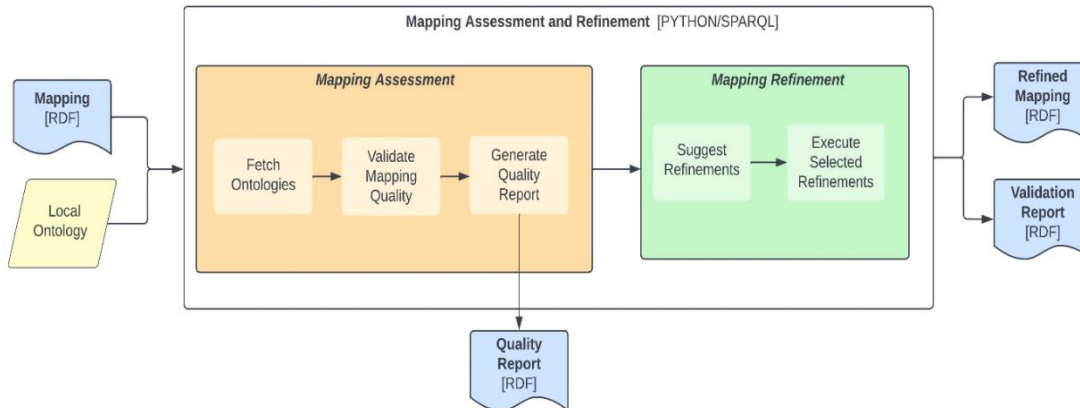 Mapping Assessment and Refinement [PYTHON/SPARQL]
Mapping
[RDF]
Local
Ontology
Mapping Assessment
Fetch
Ontologies
Validate
Mapping
Quality
Generate
Quality
Report
Mapping Refinement
Suggest
Refinements
Execute
Selected
Refinements
Refined
Mapping
[RDF]
Validation
Report
[RDF]
Quality
Report
[RDF]